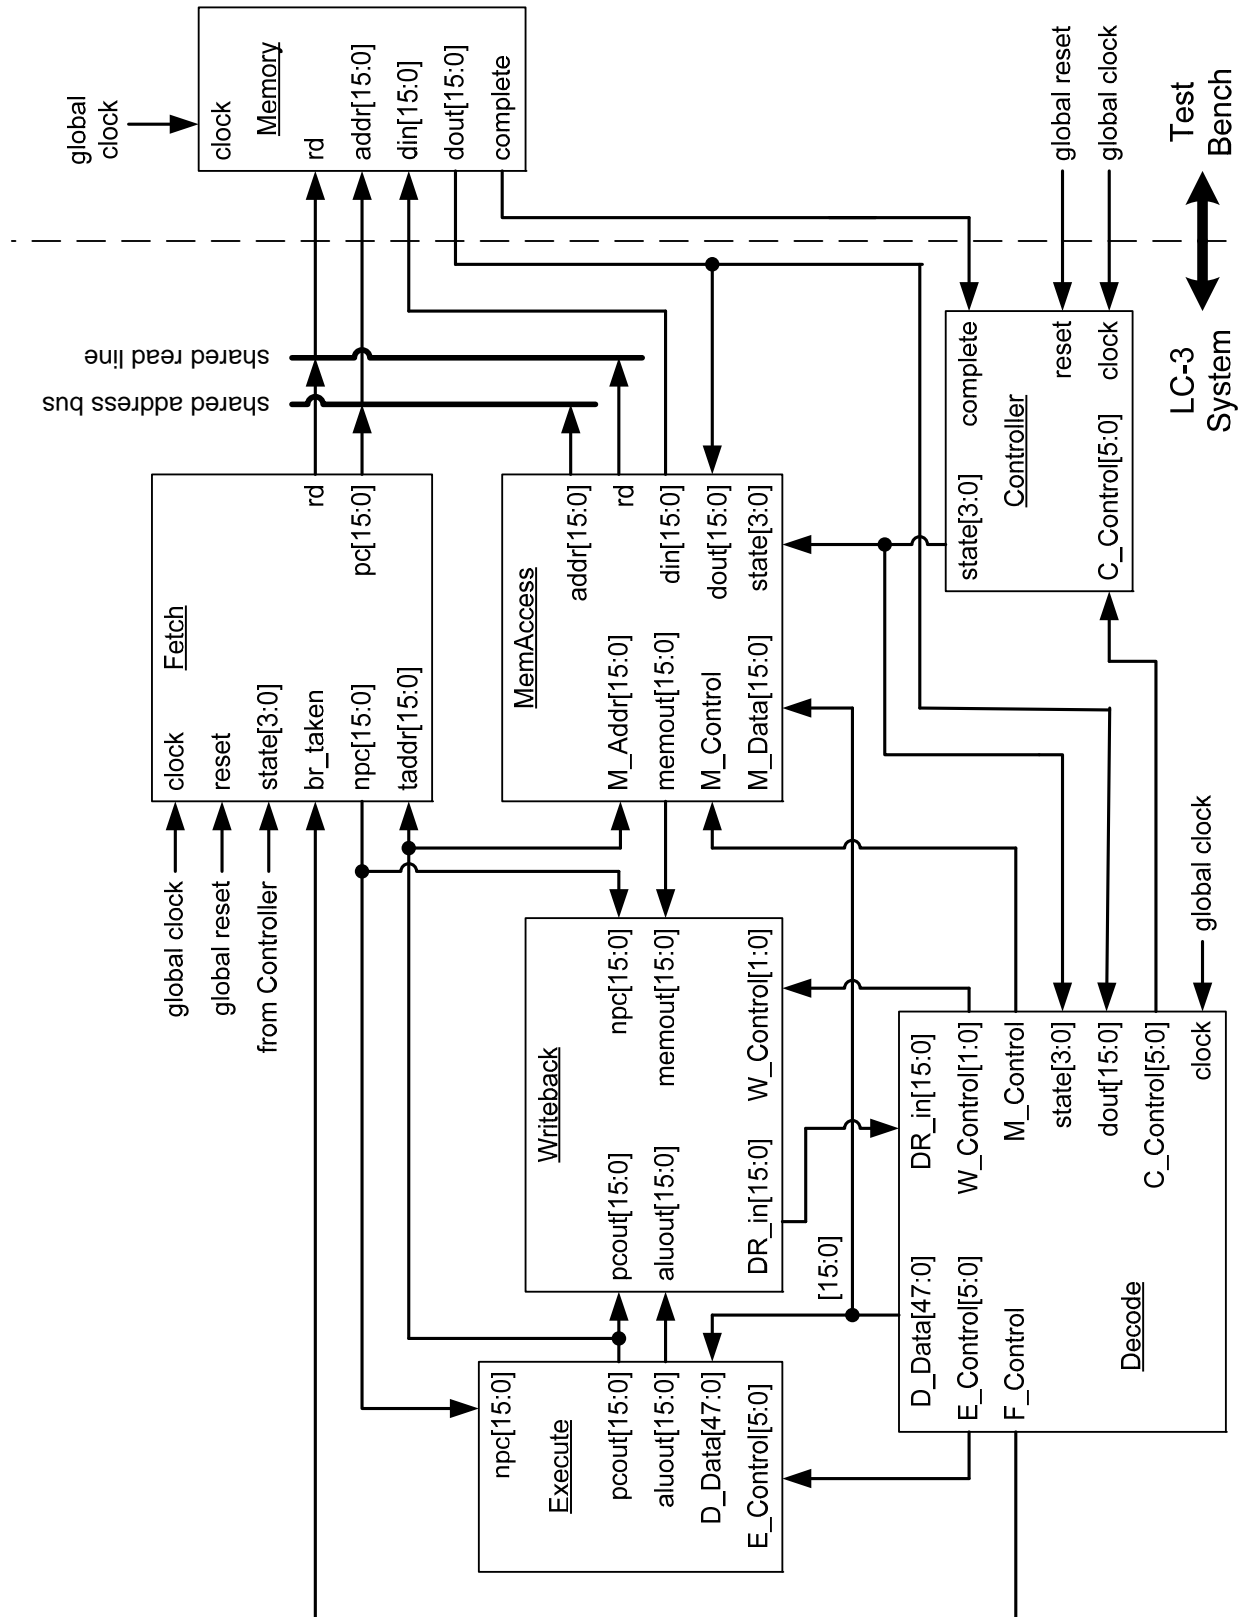 global
clock
clock
Memory
rd
addr[15:0]
din[15:0]
dout[15:0]
complete
global reset
global clock
Test
Bench
LC-3
System
shared read line
shared address bus
Fetch
clock
reset
state[3:0]
br_taken
npc[15:0]
taddr[15:0]
rd
pc[15:0]
global clock
global reset
from Controller
MemAccess
M_Addr[15:0]
memout[15:0]
M_Control
M_Data[15:0]
addr[15:0]
rd
din[15:0]
dout[15:0]
state[3:0]
Controller
state[3:0]
C_Control[5:0]
complete
reset
clock
Writeback
pcout[15:0]
aluout[15:0]
DR_in[15:0]
npc[15:0]
memout[15:0]
W_Control[1:0]
[15:0]
Execute
npc[15:0]
pcout[15:0]
aluout[15:0]
D_Data[47:0]
E_Control[5:0]
Decode
D_Data[47:0]
E_Control[5:0]
F_Control
DR_in[15:0]
W_Control[1:0]
M_Control
state[3:0]
dout[15:0]
C_Control[5:0]
clock
global clock